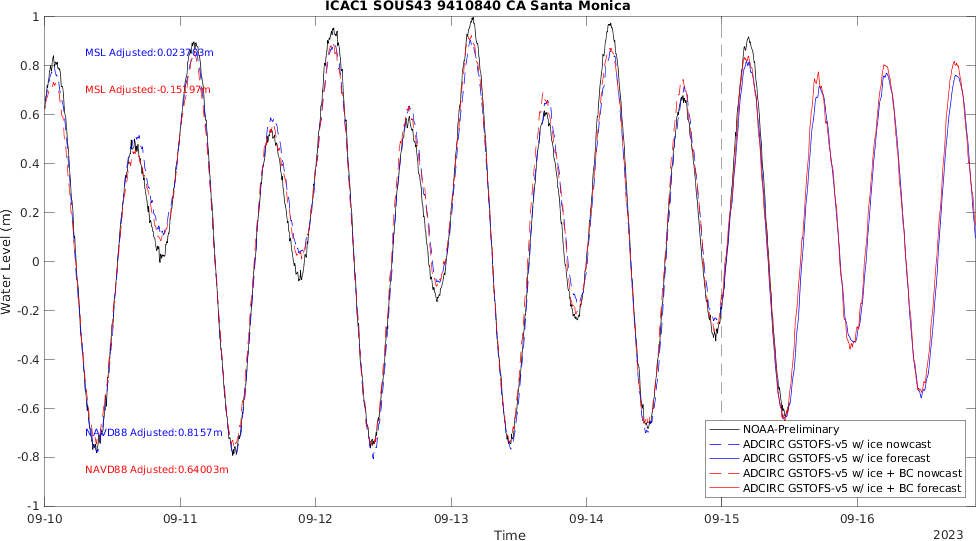 ICAC1 SOUS43 9410840 CA Santa Monica
1
0.8
0.6
0.4
0.2
0
-0.2
-0.4
-0.6
-0.8
-1
Water Level (m)
MSL Adjusted:0.023763m
MSL Adjusted:-0.15197m
NAVD88 Adjusted:0.8157m
NAVD88 Adjusted:0.64003m
NOAA-Preliminary
ADCIRC GSTOFS-v5 w/ ice nowcast
ADCIRC GSTOFS-v5 w/ ice forecast
ADCIRC GSTOFS-v5 w/ ice + BC nowcast
ADCIRC GSTOFS-v5 w/ ice + BC forecast
09-10 09-11 09-12 09-13 09-14 09-15 09-16
Time
2023